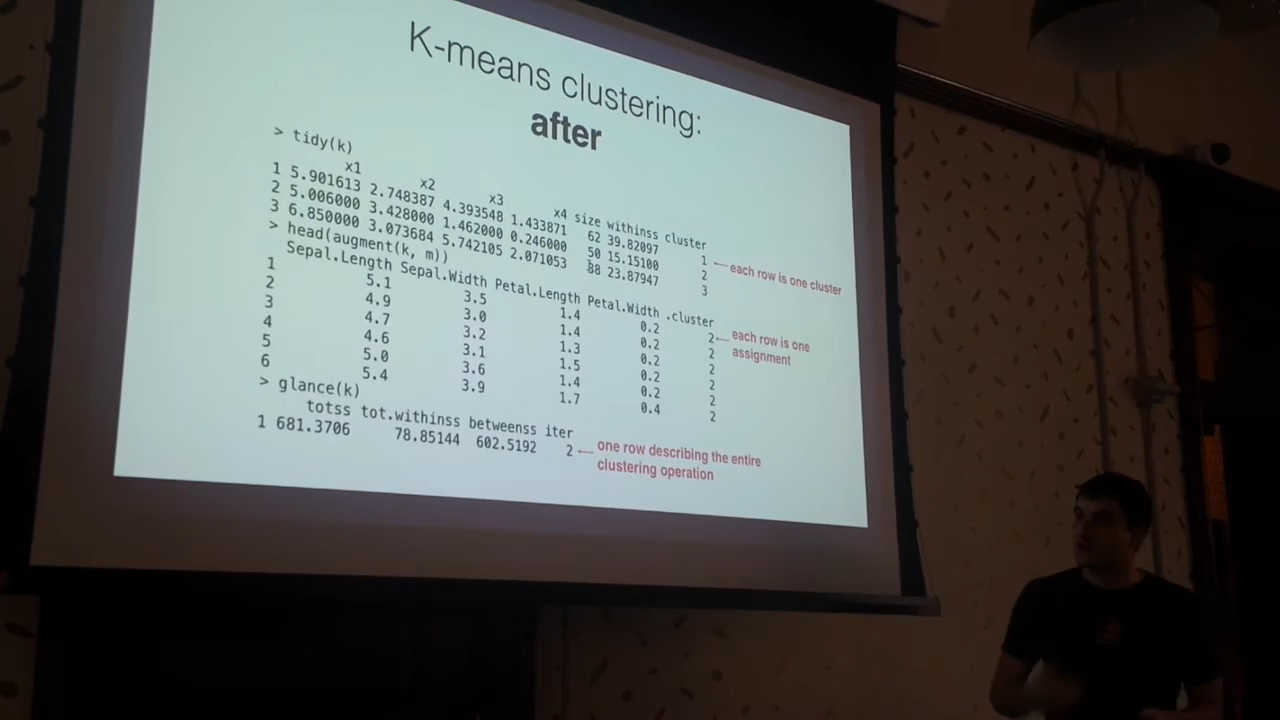 K-means clustering:
after
> tidy(k)
x1 x2 x3 x4 size withinss cluster
1 5.901613 2.748387 4.393548 1.433871 62 39.82097 1
2 5.006000 3.428000 1.462000 0.246000 50 15.15100 2
3 6.850000 3.073684 5.742105 2.071053 38 23.87947 3
each row is one cluster
> head(augment(k, m))
Sepal.Length Sepal.Width Petal.Length Petal.Width .cluster
1 5.1 3.5 1.4 0.2 2
2 4.9 3.0 1.4 0.2 2
3 4.7 3.2 1.3 0.2 2
4 4.6 3.1 1.5 0.2 2
5 5.0 3.6 1.4 0.2 2
6 5.4 3.9 1.7 0.4 2
each row is one
assignment
> glance(k)
totss tot.withinss betweenss iter
1 681.3706 78.85144 602.5192 2
one row describing the entire
clustering operation